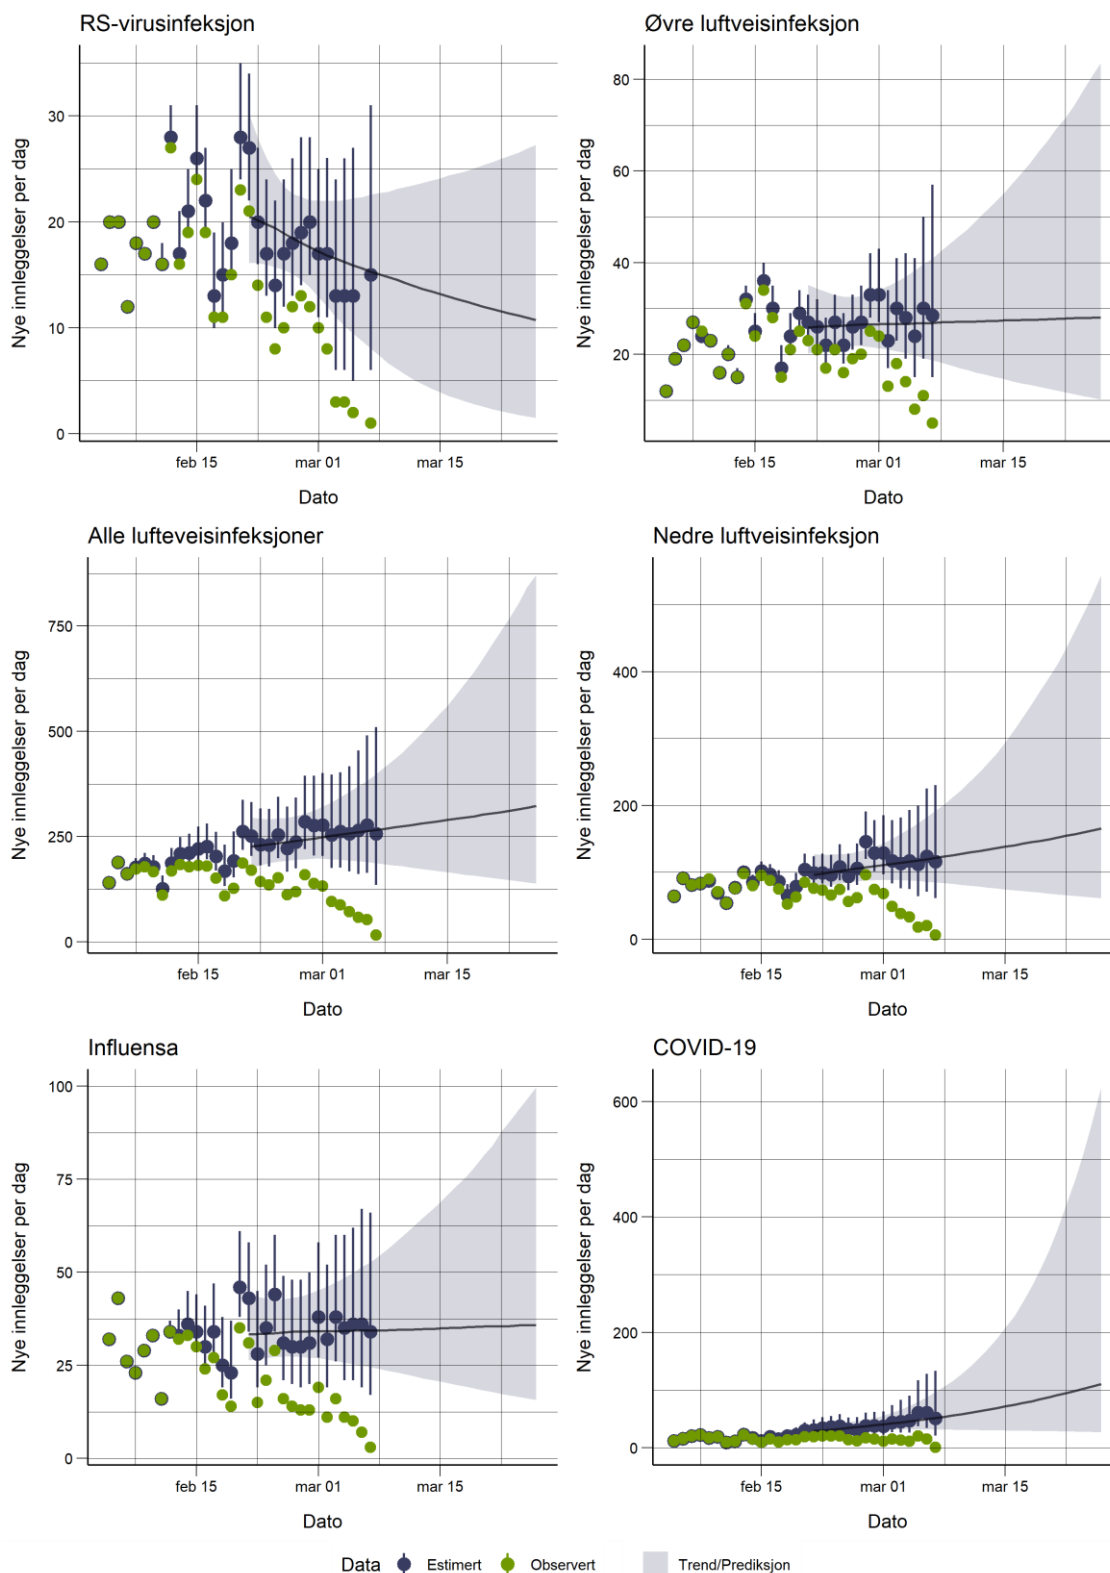 RS-virusinfeksjon
Nye innleggelser per dag
30
20
10
0
feb 15
mar 01
mar 15
Dato
Øvre luftveisinfeksjon
Nye innleggelser per dag
80
60
40
20
feb 15
mar 01
mar 15
Dato
Alle lufteveisinfeksjoner
Nye innleggelser per dag
750
500
250
0
feb 15
mar 01
mar 15
Dato
Nedre luftveisinfeksjon
Nye innleggelser per dag
400
200
0
feb 15
mar 01
mar 15
Dato
Influensa
Nye innleggelser per dag
100
75
50
25
0
feb 15
mar 01
mar 15
Dato
COVID-19
Nye innleggelser per dag
600
400
200
0
feb 15
mar 01
mar 15
Dato
Data Estimert Observert Trend/Prediksjon